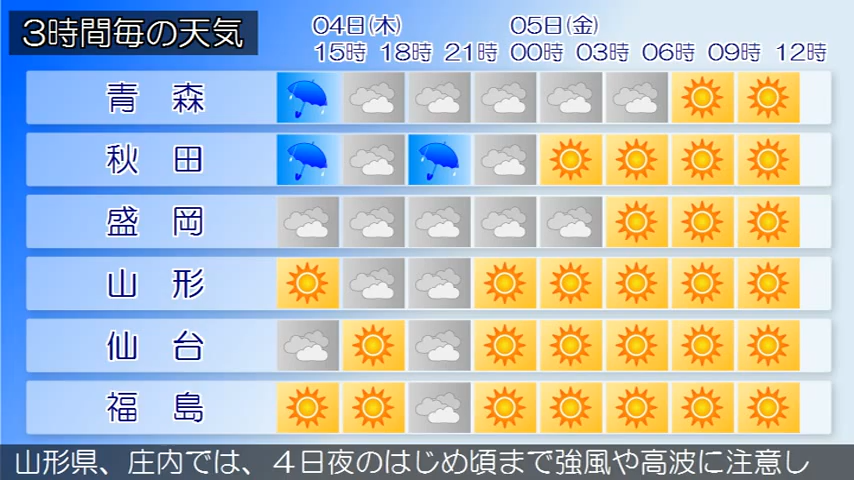 3時間毎の天気
04日(木) 05日(金)
15時 18時 21時 00時 03時 06時 09時 12時
青森
秋田
盛岡
山形
仙台
福島
山形県、庄内では、４日夜のはじめ頃まで強風や高波に注意し